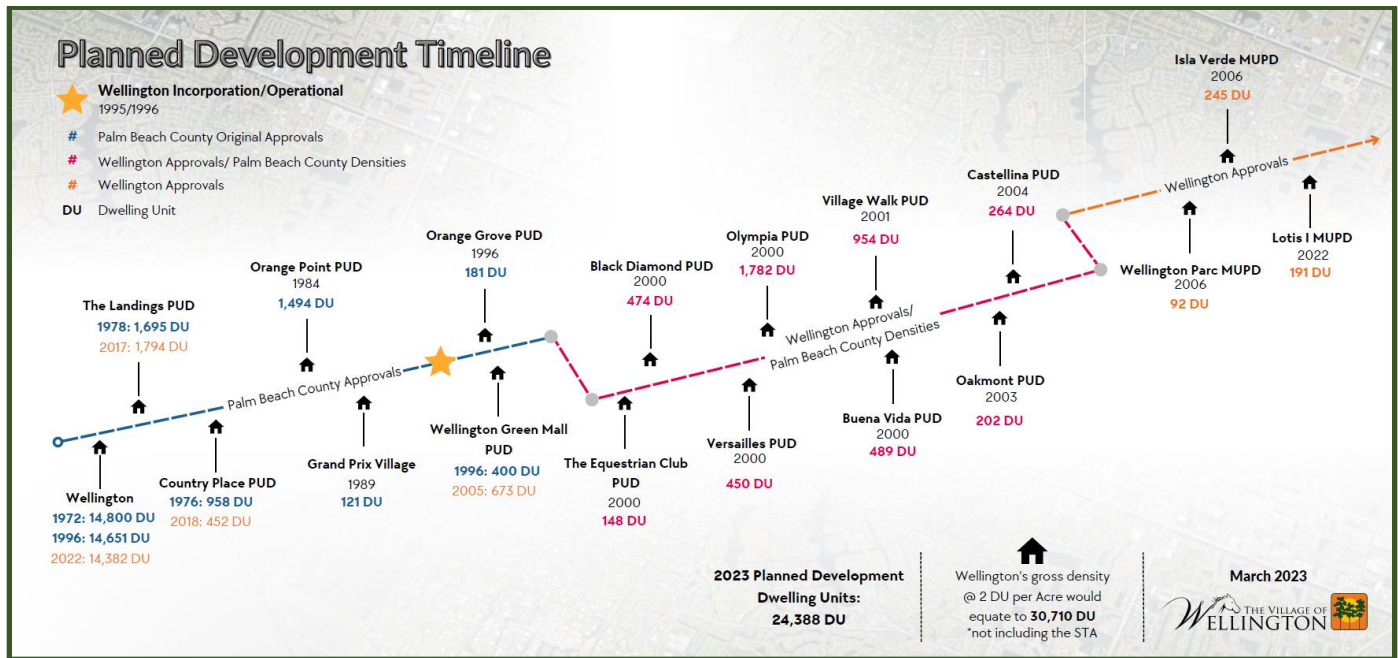 Planned Development Timeline
Wellington Incorporation/Operational
1995/1996
# Palm Beach County Original Approvals
# Wellington Approvals/ Palm Beach County Densities
# Wellington Approvals
DU Dwelling Unit
Wellington
1972: 14,800 DU
1996: 14,651 DU
2022: 14,382 DU
The Landings PUD
1978: 1,695 DU
2017: 1,794 DU
Country Place PUD
1976: 958 DU
2018: 452 DU
Palm Beach County Approvals
Orange Point PUD
1984
1,494 DU
Grand Prix Village
1989
121 DU
Orange Grove PUD
1996
181 DU
Wellington Green Mall
PUD
1996: 400 DU
2005: 673 DU
The Equestrian Club
PUD
2000
148 DU
Black Diamond PUD
2000
474 DU
Versailles PUD
2000
450 DU
Olympia PUD
2000
1,782 DU
Wellington Approvals/
Palm Beach County Densities
Village Walk PUD
2001
954 DU
Buena Vida PUD
2000
489 DU
Castellina PUD
2004
264 DU
Oakmont PUD
2003
202 DU
Wellington Approvals
Wellington Parc MUPD
2006
92 DU
Isla Verde MUPD
2006
245 DU
Lotis I MUPD
2022
191 DU
2023 Planned Development
Dwelling Units:
24,388 DU
Wellington's gross density
@ 2 DU per Acre would
equate to 30,710 DU
*not including the STA
March 2023
THE VILLAGE OF
WELLINGTON